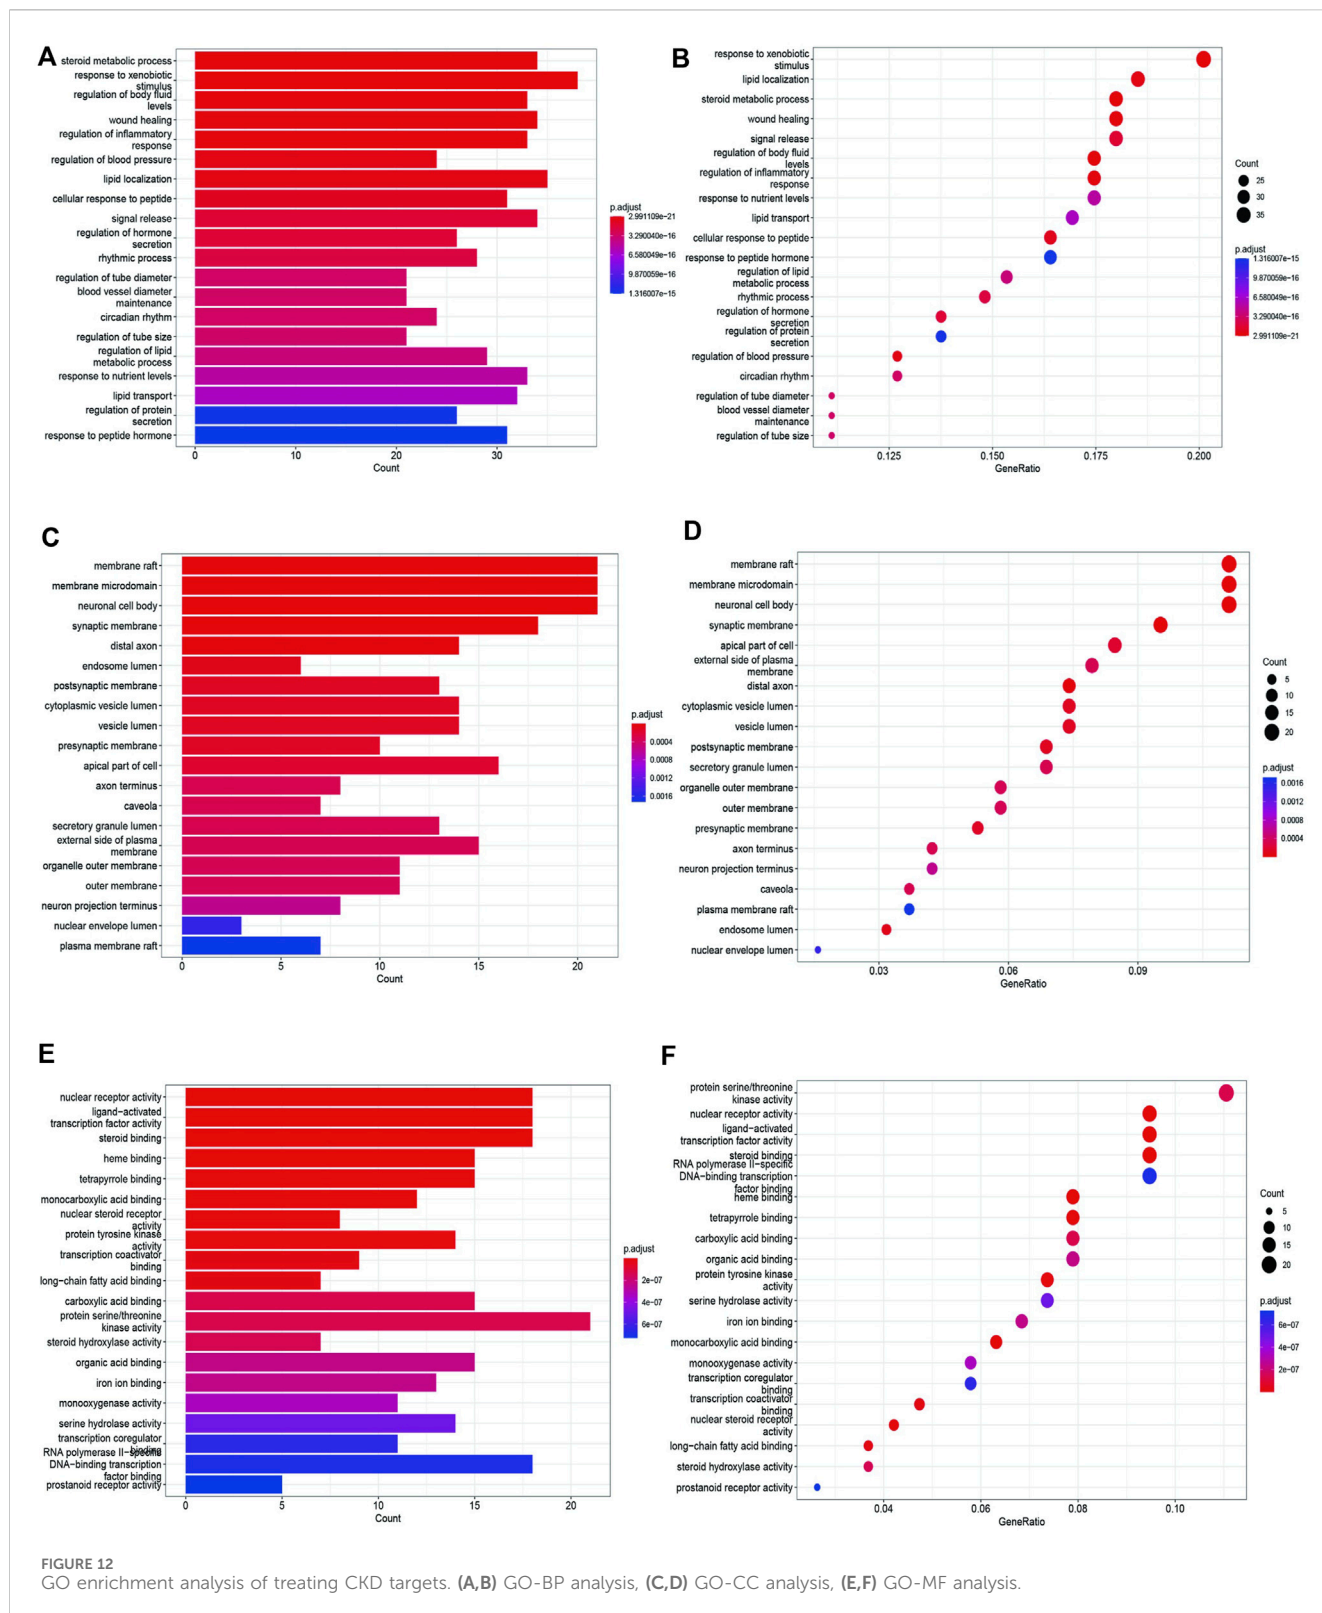 A
steroid metabolic process
response to xenobiotic
stimulus
regulation of body fluid
levels
wound healing
regulation of inflammatory
response
regulation of blood pressure
lipid localization
cellular response to peptide
signal release
regulation of hormone
secretion
rhythmic process
regulation of tube diameter
blood vessel diameter
maintenance
circadian rhythm
regulation of tube size
regulation of lipid
metabolic process
response to nutrient levels
lipid transport
regulation of protein
secretion
response to peptide hormone
0 10 20 30
Count
p.adjust
2.991109e−21
3.290040e−16
6.580049e−16
9.870059e−16
1.316007e−15
B
response to xenobiotic
stimulus
lipid localization
steroid metabolic process
wound healing
signal release
regulation of body fluid
levels
regulation of inflammatory
response
response to nutrient levels
lipid transport
cellular response to peptide
response to peptide hormone
regulation of lipid
metabolic process
rhythmic process
regulation of hormone
secretion
regulation of protein
secretion
regulation of blood pressure
circadian rhythm
regulation of tube diameter
blood vessel diameter
maintenance
regulation of tube size
0.125 0.150 0.175 0.200
GeneRatio
Count
25
30
35
p.adjust
1.316007e−15
9.870059e−16
6.580049e−16
3.290040e−16
2.991109e−21
C
membrane raft
membrane microdomain
neuronal cell body
synaptic membrane
distal axon
endosome lumen
postsynaptic membrane
cytoplasmic vesicle lumen
vesicle lumen
presynaptic membrane
apical part of cell
axon terminus
caveola
secretory granule lumen
external side of plasma
membrane
organelle outer membrane
outer membrane
neuron projection terminus
nuclear envelope lumen
plasma membrane raft
0 5 10 15 20
Count
p.adjust
0.0004
0.0008
0.0012
0.0016
D
membrane raft
membrane microdomain
neuronal cell body
synaptic membrane
apical part of cell
external side of plasma
membrane
distal axon
cytoplasmic vesicle lumen
vesicle lumen
postsynaptic membrane
secretory granule lumen
organelle outer membrane
outer membrane
presynaptic membrane
axon terminus
neuron projection terminus
caveola
plasma membrane raft
endosome lumen
nuclear envelope lumen
0.03 0.06 0.09
GeneRatio
Count
5
10
15
20
p.adjust
0.0016
0.0012
0.0008
0.0004
E
nuclear receptor activity
ligand−activated
transcription factor activity
steroid binding
heme binding
tetrapyrrole binding
monocarboxylic acid binding
nuclear steroid receptor
activity
protein tyrosine kinase
activity
transcription coactivator
binding
long−chain fatty acid binding
carboxylic acid binding
protein serine/threonine
kinase activity
steroid hydroxylase activity
organic acid binding
iron ion binding
monooxygenase activity
serine hydrolase activity
transcription coregulator
binding
RNA polymerase II−specific
DNA−binding transcription
factor binding
prostanoid receptor activity
0 5 10 15 20
Count
p.adjust
2e−07
4e−07
6e−07
F
protein serine/threonine
kinase activity
nuclear receptor activity
ligand−activated
transcription factor activity
steroid binding
RNA polymerase II−specific
DNA−binding transcription
factor binding
heme binding
tetrapyrrole binding
carboxylic acid binding
organic acid binding
protein tyrosine kinase
activity
serine hydrolase activity
iron ion binding
monocarboxylic acid binding
monooxygenase activity
transcription coregulator
binding
transcription coactivator
binding
nuclear steroid receptor
activity
long−chain fatty acid binding
steroid hydroxylase activity
prostanoid receptor activity
0.04 0.06 0.08 0.10
GeneRatio
Count
5
10
15
20
p.adjust
6e−07
4e−07
2e−07
FIGURE 12
GO enrichment analysis of treating CKD targets. (A,B) GO-BP analysis, (C,D) GO-CC analysis, (E,F) GO-MF analysis.